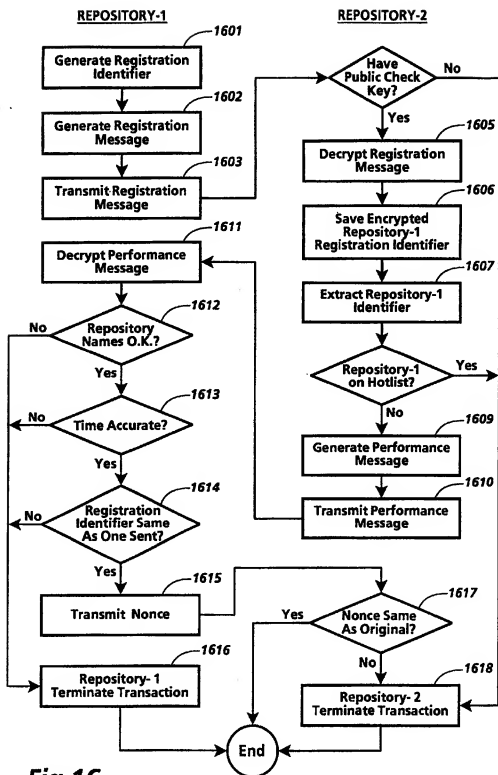 REPOSITORY-1
1601
Generate Registration
Identifier
1602
Generate Registration
Message
1603
Transmit Registration
Message
1611
Decrypt Performance
Message
1612
No
Repository
Names O.K.?
Yes
1613
No
Time Accurate?
Yes
1614
No
Registration
Identifier Same
As One Sent?
Yes
1615
Transmit Nonce
1616
Repository- 1
Terminate Transaction
REPOSITORY-2
Have
Public Check
Key?
No
Yes
1605
Decrypt Registration
Message
1606
Save Encrypted
Repository-1
Registration Identifier
1607
Extract Repository-1
Identifier
Repository-1
on Hotlist?
Yes
No
1609
Generate Performance
Message
1610
Transmit Performance
Message
1617
Yes
Nonce Same
As Original?
No
1618
Repository- 2
Terminate Transaction
End
Fig.16